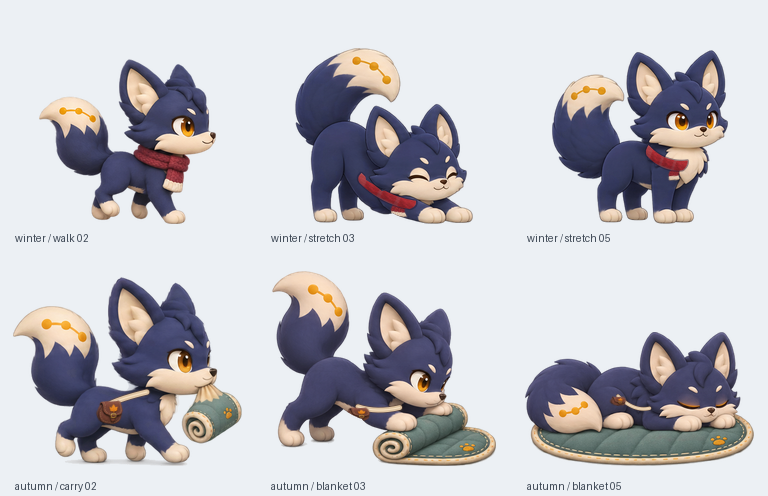 winter / walk 02
winter / stretch 03
winter / stretch 05
autumn / carry 02
autumn / blanket 03
autumn / blanket 05